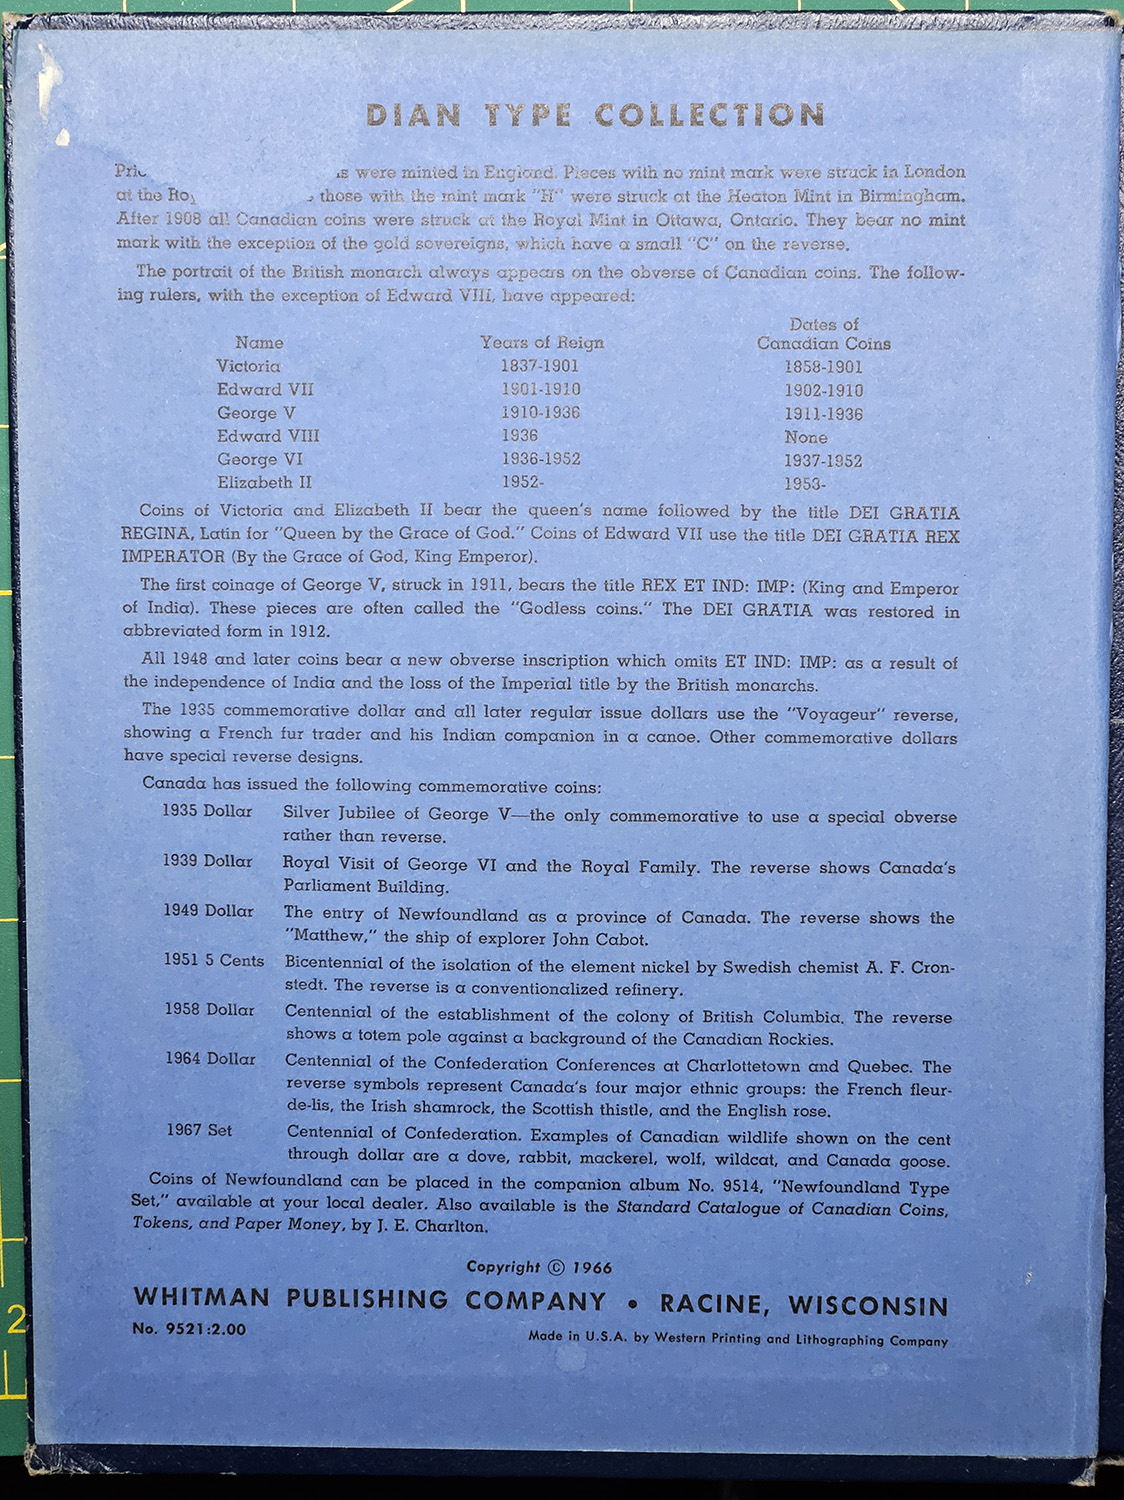 DIAN TYPE COLLECTION
were minted in England. Pieces with no mint mark were struck in London
at the those with the mint mark "H" were struck at the Heaton Mint in Birmingham.
After 1908 all Canadian coins were struck at the Royal Mint in Ottawa, Ontario. They bear no mint
mark with the exception of the gold sovereigns, which have a small "C" on the reverse.
The portrait of the British monarch always appears on the obverse of Canadian coins. The follow-
ing rulers, with the exception of Edward VIII, have appeared:
Name Years of Reign Dates of Canadian Coins
Victoria 1837-1901 1858-1901
Edward VII 1901-1910 1902-1910
George V 1910-1936 1911-1936
Edward VIII 1936 None
George VI 1936-1952 1937-1952
Elizabeth II 1952- 1953-
Coins of Victoria and Elizabeth II bear the queen's name followed by the title DEI GRATIA
REGINA, Latin for "Queen by the Grace of God." Coins of Edward VII use the title DEI GRATIA REX
IMPERATOR (By the Grace of God, King Emperor).
The first coinage of George V, struck in 1911, bears the title REX ET IND: IMP: (King and Emperor
of India). These pieces are often called the "Godless coins." The DEI GRATIA was restored in
abbreviated form in 1912.
All 1948 and later coins bear a new obverse inscription which omits ET IND: IMP: as a result of
the independence of India and the loss of the Imperial title by the British monarchs.
The 1935 commemorative dollar and all later regular issue dollars use the "Voyageur" reverse,
showing a French fur trader and his Indian companion in a canoe. Other commemorative dollars
have special reverse designs.
Canada has issued the following commemorative coins:
1935 Dollar Silver Jubilee of George V—the only commemorative to use a special obverse
rather than reverse.
1939 Dollar Royal Visit of George VI and the Royal Family. The reverse shows Canada's
Parliament Building.
1949 Dollar The entry of Newfoundland as a province of Canada. The reverse shows the
"Matthew," the ship of explorer John Cabot.
1951 5 Cents Bicentennial of the isolation of the element nickel by Swedish chemist A. F. Cron-
stedt. The reverse is a conventionalized refinery.
1958 Dollar Centennial of the establishment of the colony of British Columbia. The reverse
shows a totem pole against a background of the Canadian Rockies.
1964 Dollar Centennial of the Confederation Conferences at Charlottetown and Quebec. The
reverse symbols represent Canada's four major ethnic groups: the French fleur-
de-lis, the Irish shamrock, the Scottish thistle, and the English rose.
1967 Set Centennial of Confederation. Examples of Canadian wildlife shown on the cent
through dollar are a dove, rabbit, mackerel, wolf, wildcat, and Canada goose.
Coins of Newfoundland can be placed in the companion album No. 9514, "Newfoundland Type
Set," available at your local dealer. Also available is the Standard Catalogue of Canadian Coins,
Tokens, and Paper Money, by J. E. Charlton.
Copyright © 1966
WHITMAN PUBLISHING COMPANY • RACINE, WISCONSIN
No. 9521:2.00 Made in U.S.A. by Western Printing and Lithographing Company
2